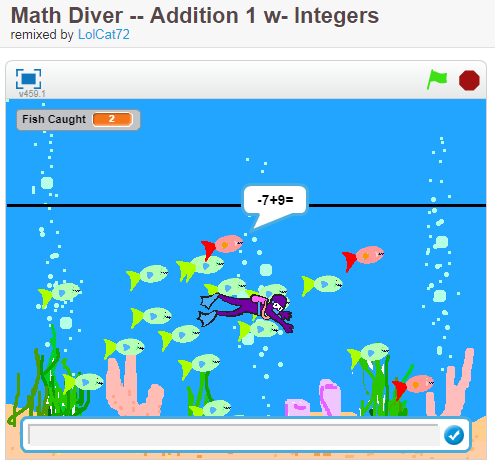 Math Diver -- Addition 1 w- Integers
remixed by LolCat72
v459.1
Fish Caught 2
-7+9=